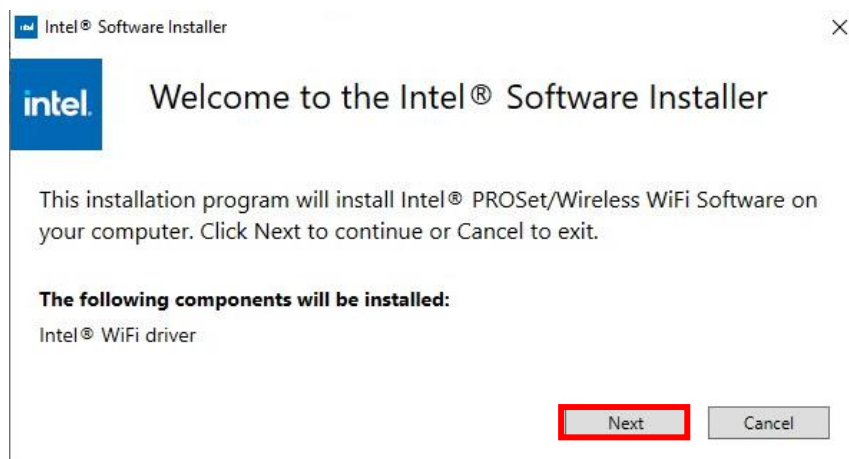 Intel® Software Installer
intel.
Welcome to the Intel® Software Installer
This installation program will install Intel® PROSet/Wireless WiFi Software on
your computer. Click Next to continue or Cancel to exit.
The following components will be installed:
Intel® WiFi driver
Next
Cancel